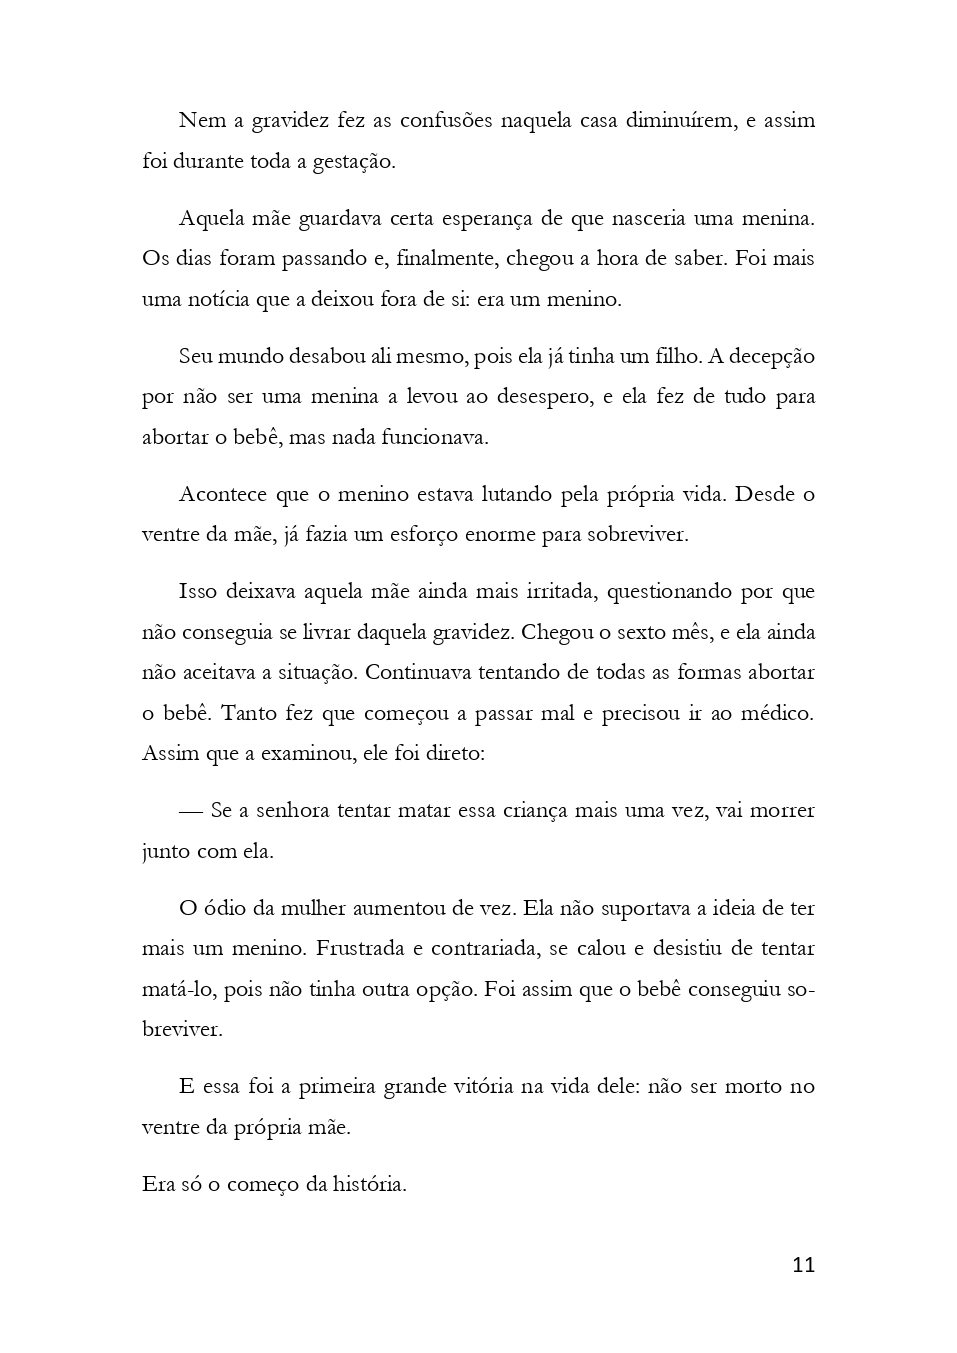 Nem a gravidez fez as confusões naquela casa diminuírem, e assim
foi durante toda a gestação.
Aquela mãe guardava certa esperança de que nasceria uma menina.
Os dias foram passando e, finalmente, chegou a hora de saber. Foi mais
uma notícia que a deixou fora de si: era um menino.
Seu mundo desabou ali mesmo, pois ela já tinha um filho. A decepção
por não ser uma menina a levou ao desespero, e ela fez de tudo para
abortar o bebê, mas nada funcionava.
Acontece que o menino estava lutando pela própria vida. Desde o
ventre da mãe, já fazia um esforço enorme para sobreviver.
Isso deixava aquela mãe ainda mais irritada, questionando por que
não conseguia se livrar daquela gravidez. Chegou o sexto mês, e ela ainda
não aceitava a situação. Continuava tentando de todas as formas abortar
o bebê. Tanto fez que começou a passar mal e precisou ir ao médico.
Assim que a examinou, ele foi direto:
— Se a senhora tentar matar essa criança mais uma vez, vai morrer
junto com ela.
O ódio da mulher aumentou de vez. Ela não suportava a ideia de ter
mais um menino. Frustrada e contrariada, se calou e desistiu de tentar
matá-lo, pois não tinha outra opção. Foi assim que o bebê conseguiu so-
breviver.
E essa foi a primeira grande vitória na vida dele: não ser morto no
ventre da própria mãe.
Era só o começo da história.
11